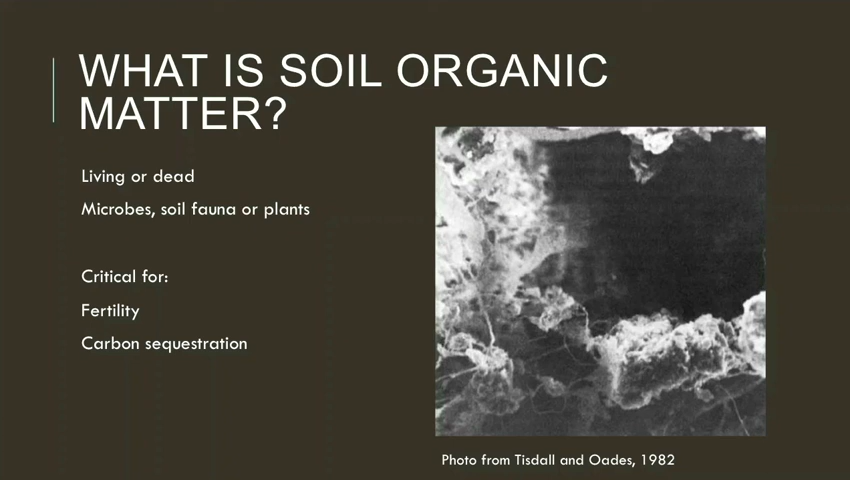 WHAT IS SOIL ORGANIC
MATTER?
Living or dead
Microbes, soil fauna or plants
Critical for:
Fertility
Carbon sequestration
Photo from Tisdall and Oades, 1982